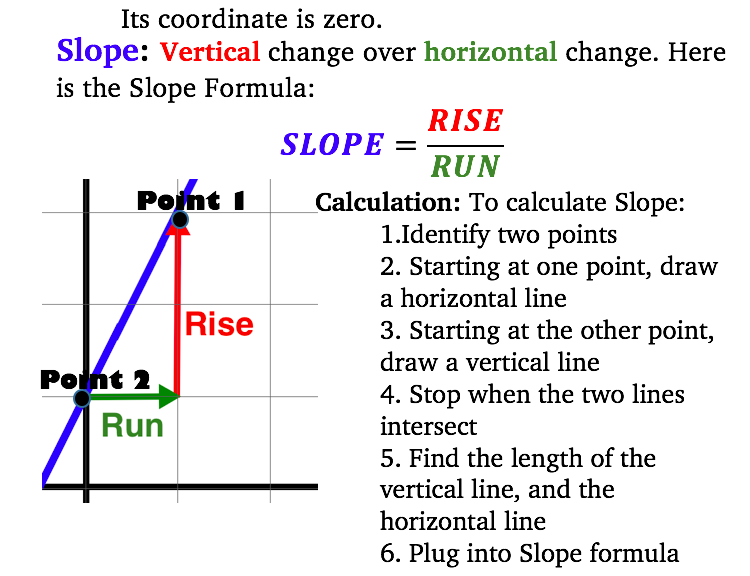 Its coordinate is zero.
Slope: Vertical change over horizontal change. Here
is the Slope Formula:
SLOPE = RISE
RUN
Point 1
Rise
Point 2
Run
Calculation: To calculate Slope:
1.Identify two points
2. Starting at one point, draw
a horizontal line
3. Starting at the other point,
draw a vertical line
4. Stop when the two lines
intersect
5. Find the length of the
vertical line, and the
horizontal line
6. Plug into Slope formula